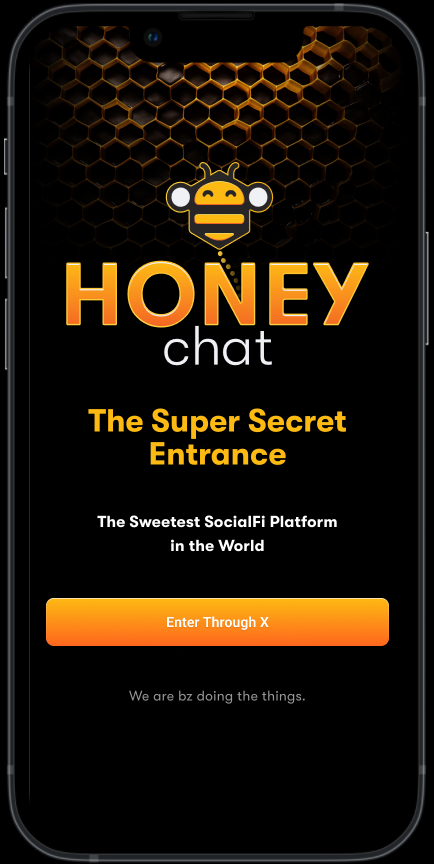 HONEY
chat
The Super Secret
Entrance
The Sweetest SocialFi Platform
in the World
Enter Through X
We are bz doing the things.